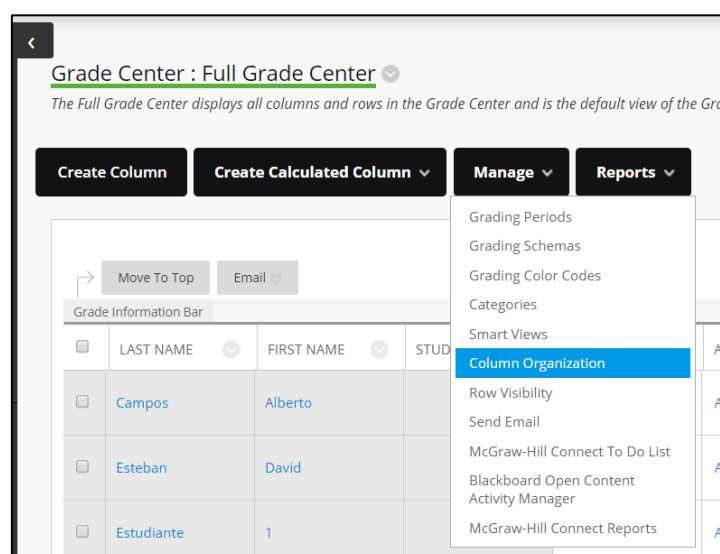 Grade Center : Full Grade Center
The Full Grade Center displays all columns and rows in the Grade Center and is the default view of the
Create Column
Create Calculated Column
Manage
Reports
Grading Periods
Grading Schemas
Grading Color Codes
Categories
Smart Views
Column Organization
Row Visibility
Send Email
McGraw-Hill Connect To Do List
Blackboard Open Content
Activity Manager
McGraw-Hill Connect Reports
Move To Top
Email
Grade Information Bar
LAST NAME
FIRST NAME
STUD
A
Campos
Alberto
A
Esteban
David
A
Estudiante
1
A